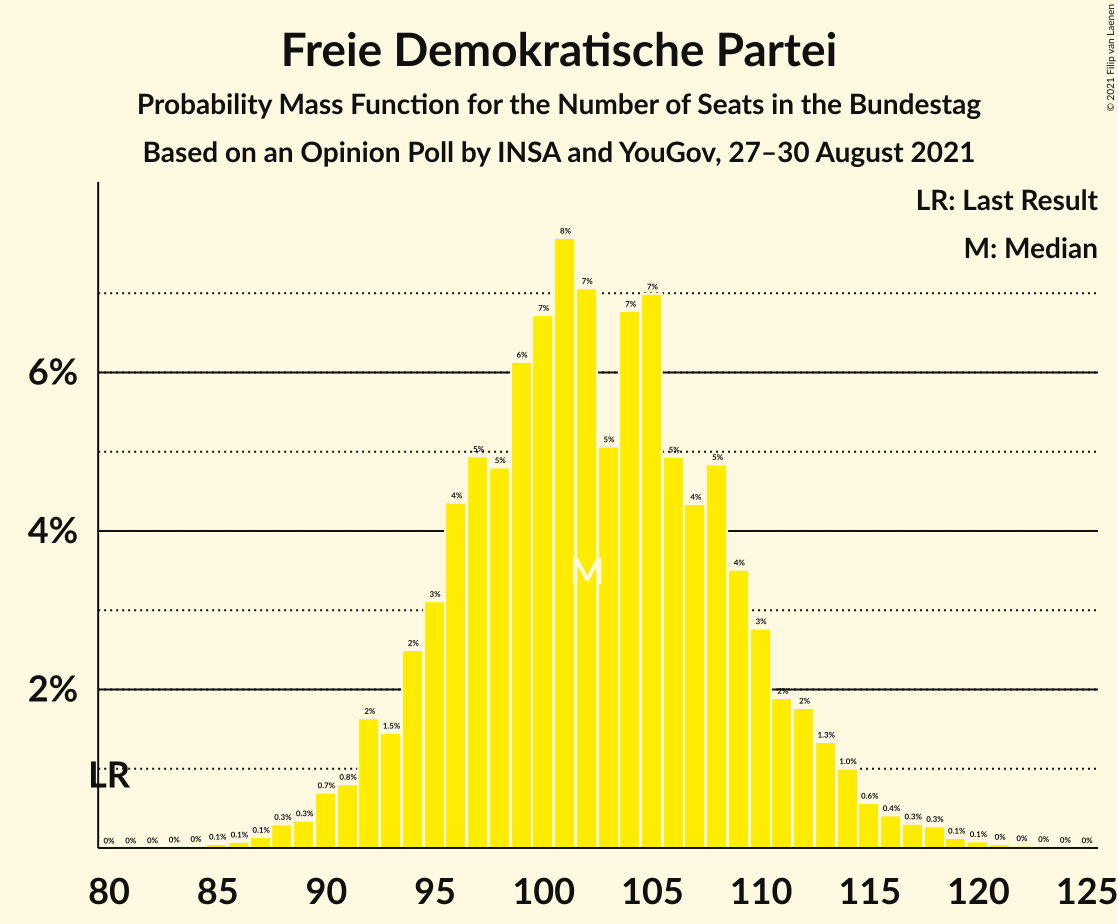 Freie Demokratische Partei
Probability Mass Function for the Number of Seats in the Bundestag
Based on an Opinion Poll by INSA and YouGov, 27–30 August 2021
© 2021 Filip van Laenen
LR: Last Result
M: Median
6%
4%
2%
LR
M
0% 0% 0% 0% 0% 0.1% 0.1% 0.1% 0.3% 0.3% 0.7% 0.8% 2% 1.5% 2% 3% 4% 5% 5% 6% 7% 8% 7% 5% 7% 7% 5% 4% 5% 4% 3% 2% 2% 1.3% 1.0% 0.6% 0.4% 0.3% 0.3% 0.1% 0.1% 0% 0% 0% 0% 0%
80 85 90 95 100 105 110 115 120 125